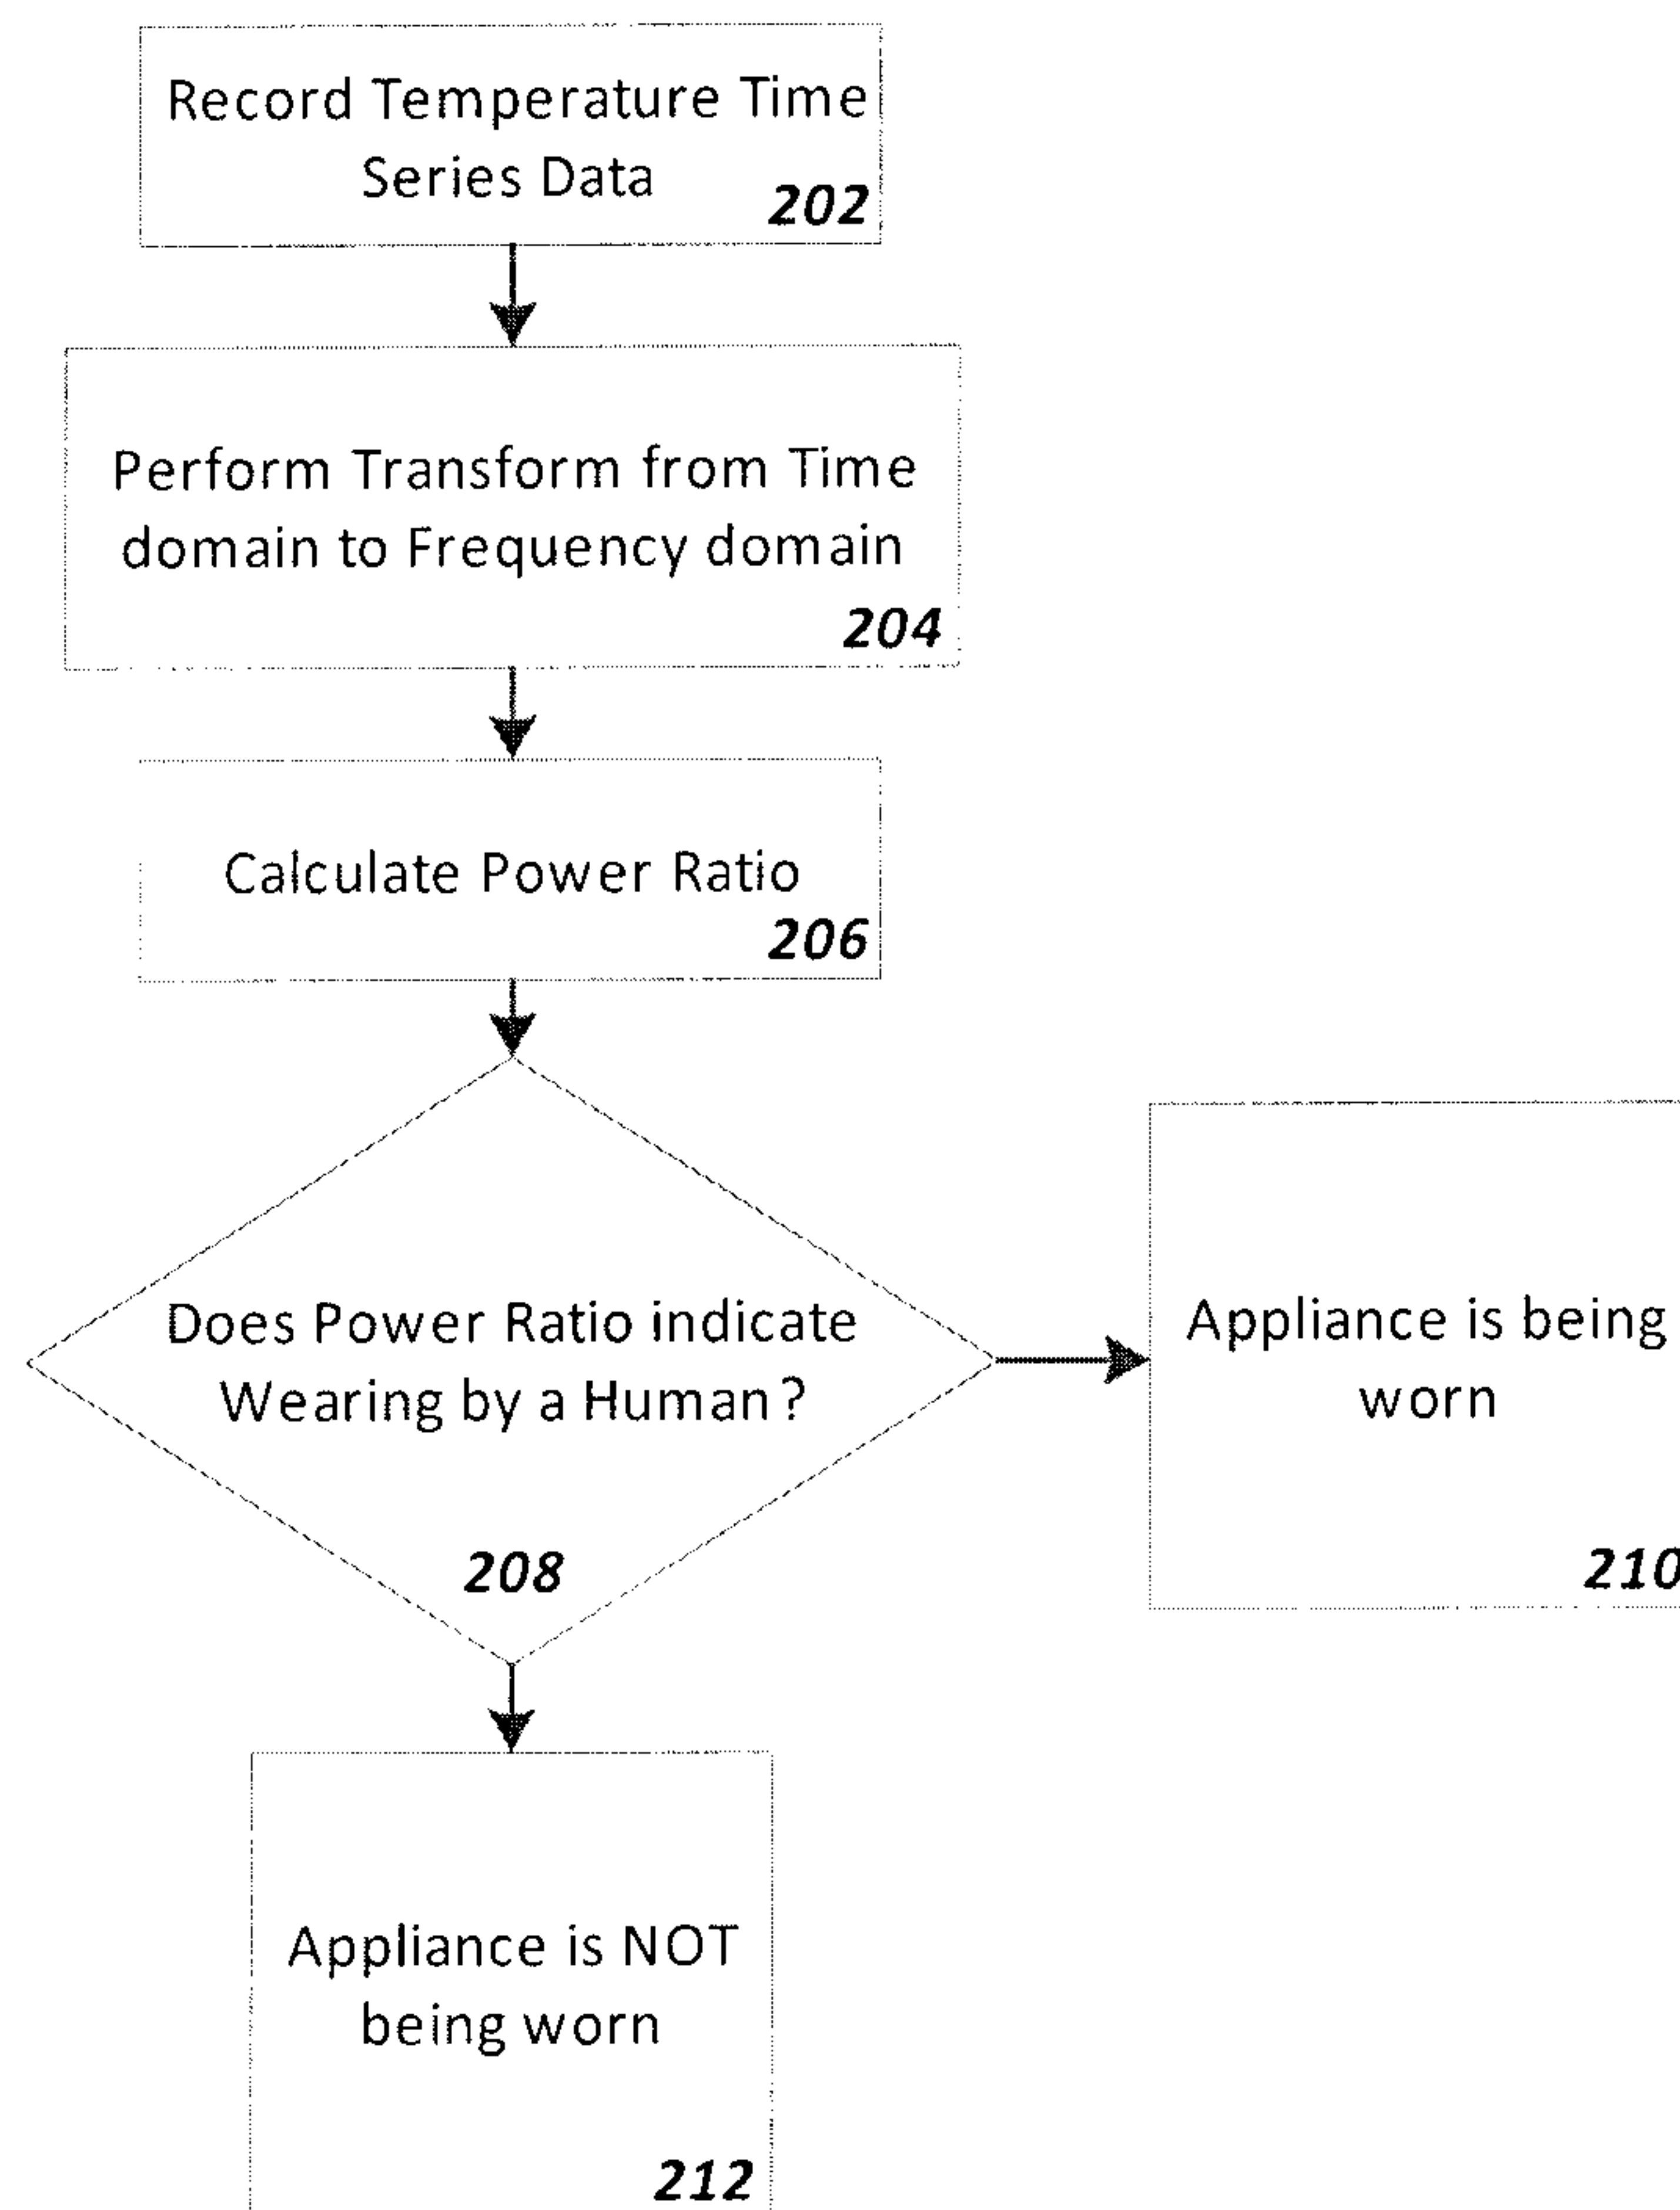 Record Temperature Time
Series Data
202
Perform Transform from Time
domain to Frequency domain
204
Calculate Power Ratio
206
Does Power Ratio indicate
Wearing by a Human?
208
Appliance is being
worn
210
Appliance is NOT
being worn
212